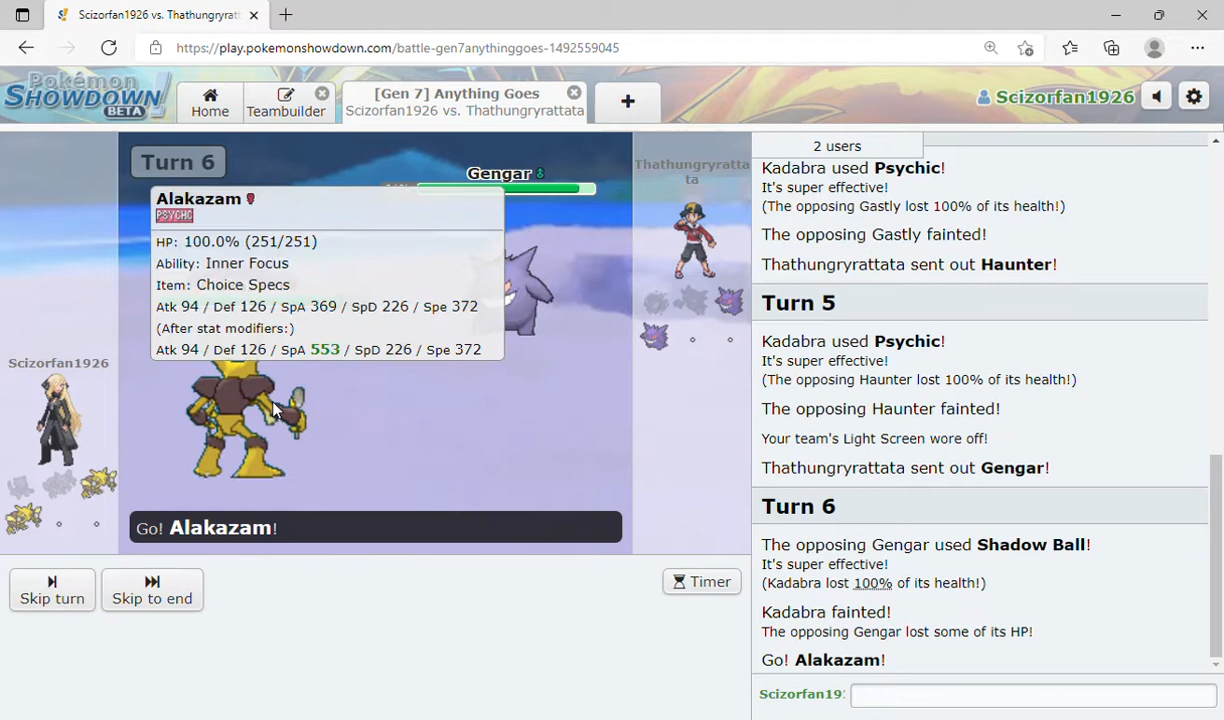 Scizorfan1926 vs. Thathungryratt
https://play.pokemonshowdown.com/battle-gen7anythinggoes-1492559045
Pokémon
SHOWDOWN
BETA
Home
Teambuilder
[Gen 7] Anything Goes
Scizorfan1926 vs. Thathungryrattata
Scizorfan1926
Turn 6
Gengar
Thathungryratta
ta
Alakazam
PSYCHC
HP: 100.0% (251/251)
Ability: Inner Focus
Item: Choice Specs
Atk 94 / Def 126 / SpA 369 / SpD 226 / Spe 372
(After stat modifiers:)
Atk 94 / Def 126 / SpA 553 / SpD 226 / Spe 372
Scizorfan1926
Go! Alakazam!
Skip turn
Skip to end
Timer
2 users
Kadabra used Psychic!
It's super effective!
(The opposing Gastly lost 100% of its health!)
The opposing Gastly fainted!
Thathungryrattata sent out Haunter!
Turn 5
Kadabra used Psychic!
It's super effective!
(The opposing Haunter lost 100% of its health!)
The opposing Haunter fainted!
Your team's Light Screen wore off!
Thathungryrattata sent out Gengar!
Turn 6
The opposing Gengar used Shadow Ball!
It's super effective!
(Kadabra lost 100% of its health!)
Kadabra fainted!
The opposing Gengar lost some of its HP!
Go! Alakazam!
Scizorfan19: